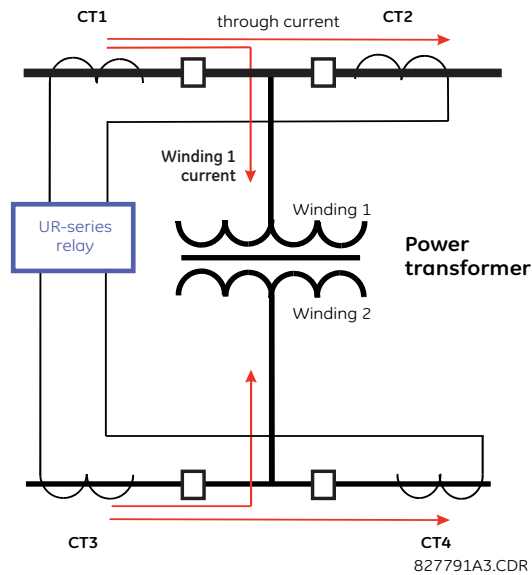 CT1
through current
CT2
Winding 1
current
UR-series
relay
Winding 1
Power
transformer
Winding 2
CT3
CT4
827791A3.CDR